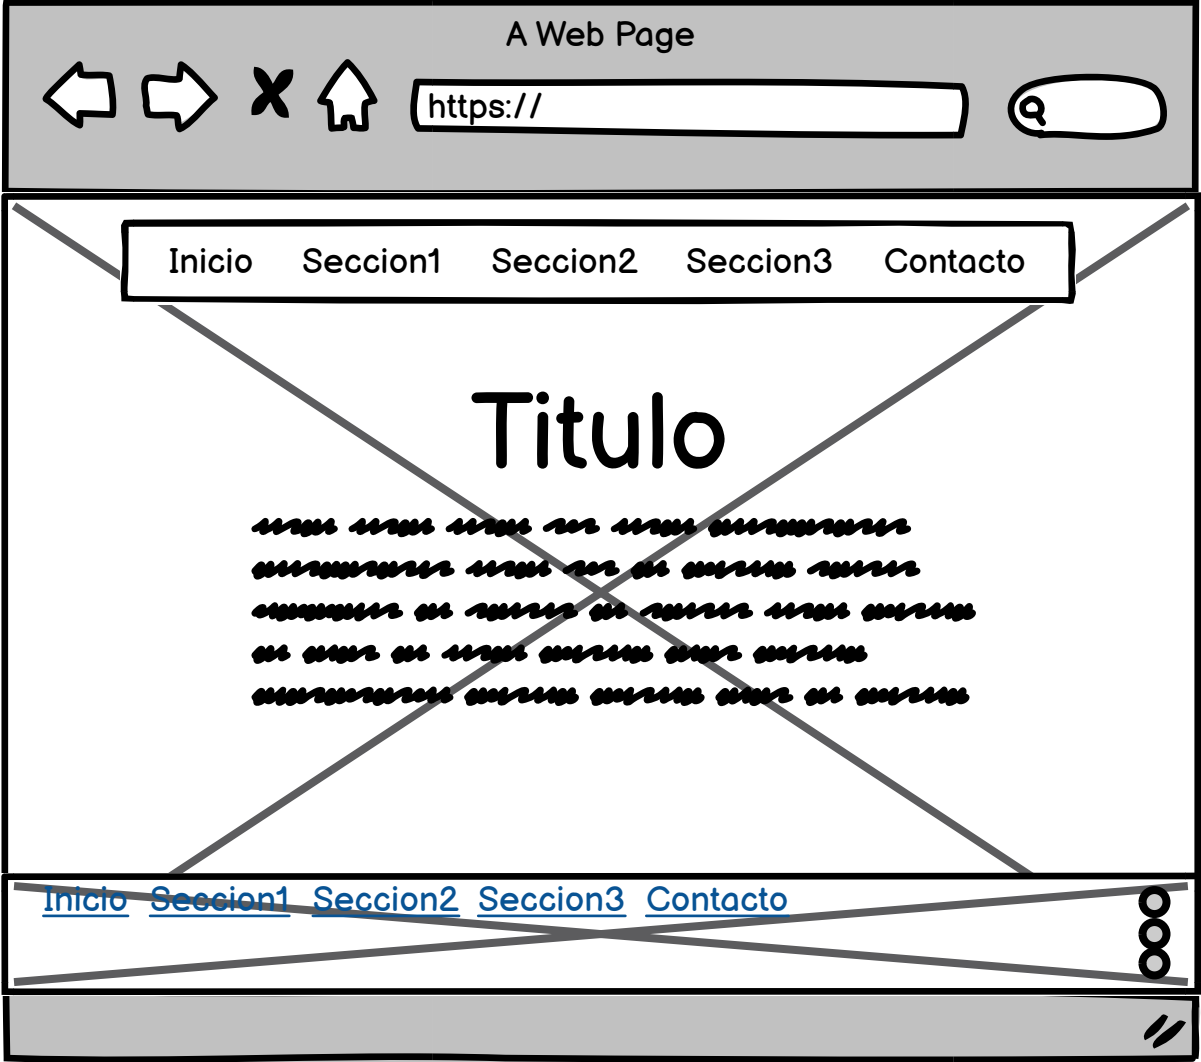 A Web Page
https://
Inicio Seccion1 Seccion2 Seccion3 Contacto
Titulo
Inicio Seccion1 Seccion2 Seccion3 Contacto